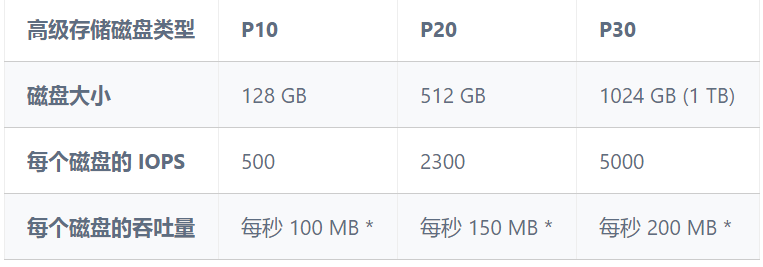 高级存储磁盘类型 P10 P20 P30
磁盘大小 128 GB 512 GB 1024 GB (1 TB)
每个磁盘的 IOPS 500 2300 5000
每个磁盘的吞吐量 每秒 100 MB * 每秒 150 MB * 每秒 200 MB *